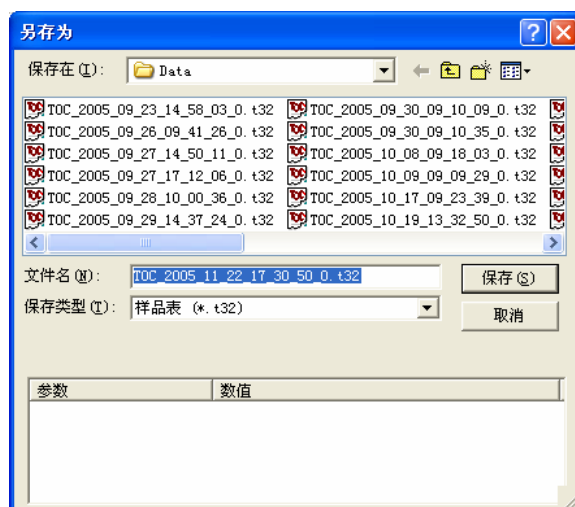 另存为
保存在(I): Data
TOC_2005_09_23_14_58_03_0.t32 TOC_2005_09_30_09_10_09_0.t32
TOC_2005_09_26_09_41_26_0.t32 TOC_2005_09_30_09_10_35_0.t32
TOC_2005_09_27_14_50_11_0.t32 TOC_2005_10_08_09_18_03_0.t32
TOC_2005_09_27_17_12_06_0.t32 TOC_2005_10_09_09_09_29_0.t32
TOC_2005_09_28_10_00_36_0.t32 TOC_2005_10_17_09_23_39_0.t32
TOC_2005_09_29_14_37_24_0.t32 TOC_2005_10_19_13_32_50_0.t32
文件名(N): TOC_2005_11_22_17_30_50_0.t32 保存(S)
保存类型(T): 样品表 (*.t32) 取消
参数 数值